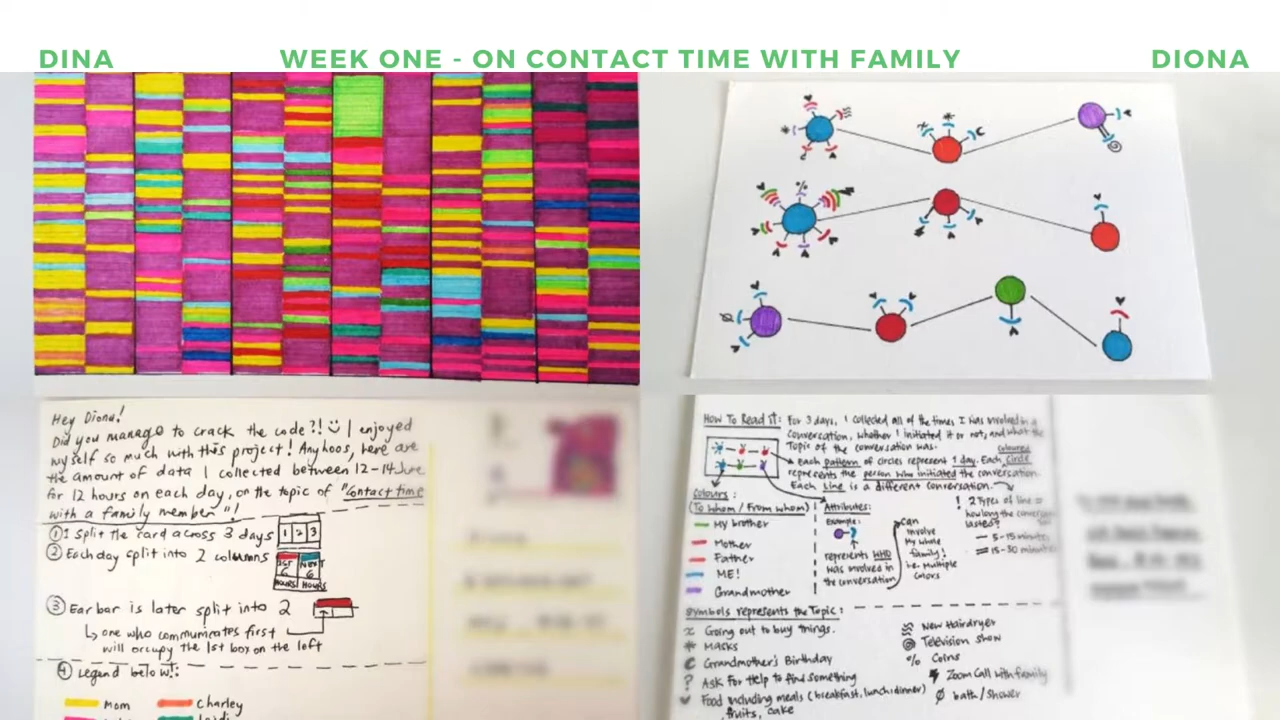 DINA
WEEK ONE - ON CONTACT TIME WITH FAMILY
DIONA
Hey Diona!
Did you manage to crack the code?! I enjoyed
myself so much with this project! Anyhoos, here are
the amount of data I collected between 12-14 June
for 12 hours on each day, on the topic of "contact time
with a family member"!
① I split the card across 3 days
1 2 3
② Each day split into 2 columns
1ST 6 HOURS
NEXT 6 HOURS
③ Each bar is later split into 2
↳ one who communicates first
will occupy the 1st box on the left
④ Legend below!:
Mom
Charley
How To Read it: For 3 days, I collected all of the times I was involved in a
conversation, whether I initiated it or not, and what the
Topic of the conversation was.
coloured
Each pattern of circles represent 1 day. Each circle
represents the person who initiated the conversation.
Each Line is a different conversation.
Colours:
(To whom / From whom)
My brother
Mother
Father
ME!
Grandmother
Attributes:
Example:
?
represents WHO
was involved in
the conversation
can
involve
my whole
family!
i.e. Multiple
colors
! 2 Types of line =
how long the conversation
lasted?
5-15 minutes
15-30 minutes
Symbols represents the Topic:
x Going out to buy things.
* Masks
c Grandmother's Birthday
? Ask For Help to find something
Food including meals (breakfast, lunch, dinner)
fruits, cake
New Hairdryer
Television show
% Coins
Zoom Call with family
ø bath / shower